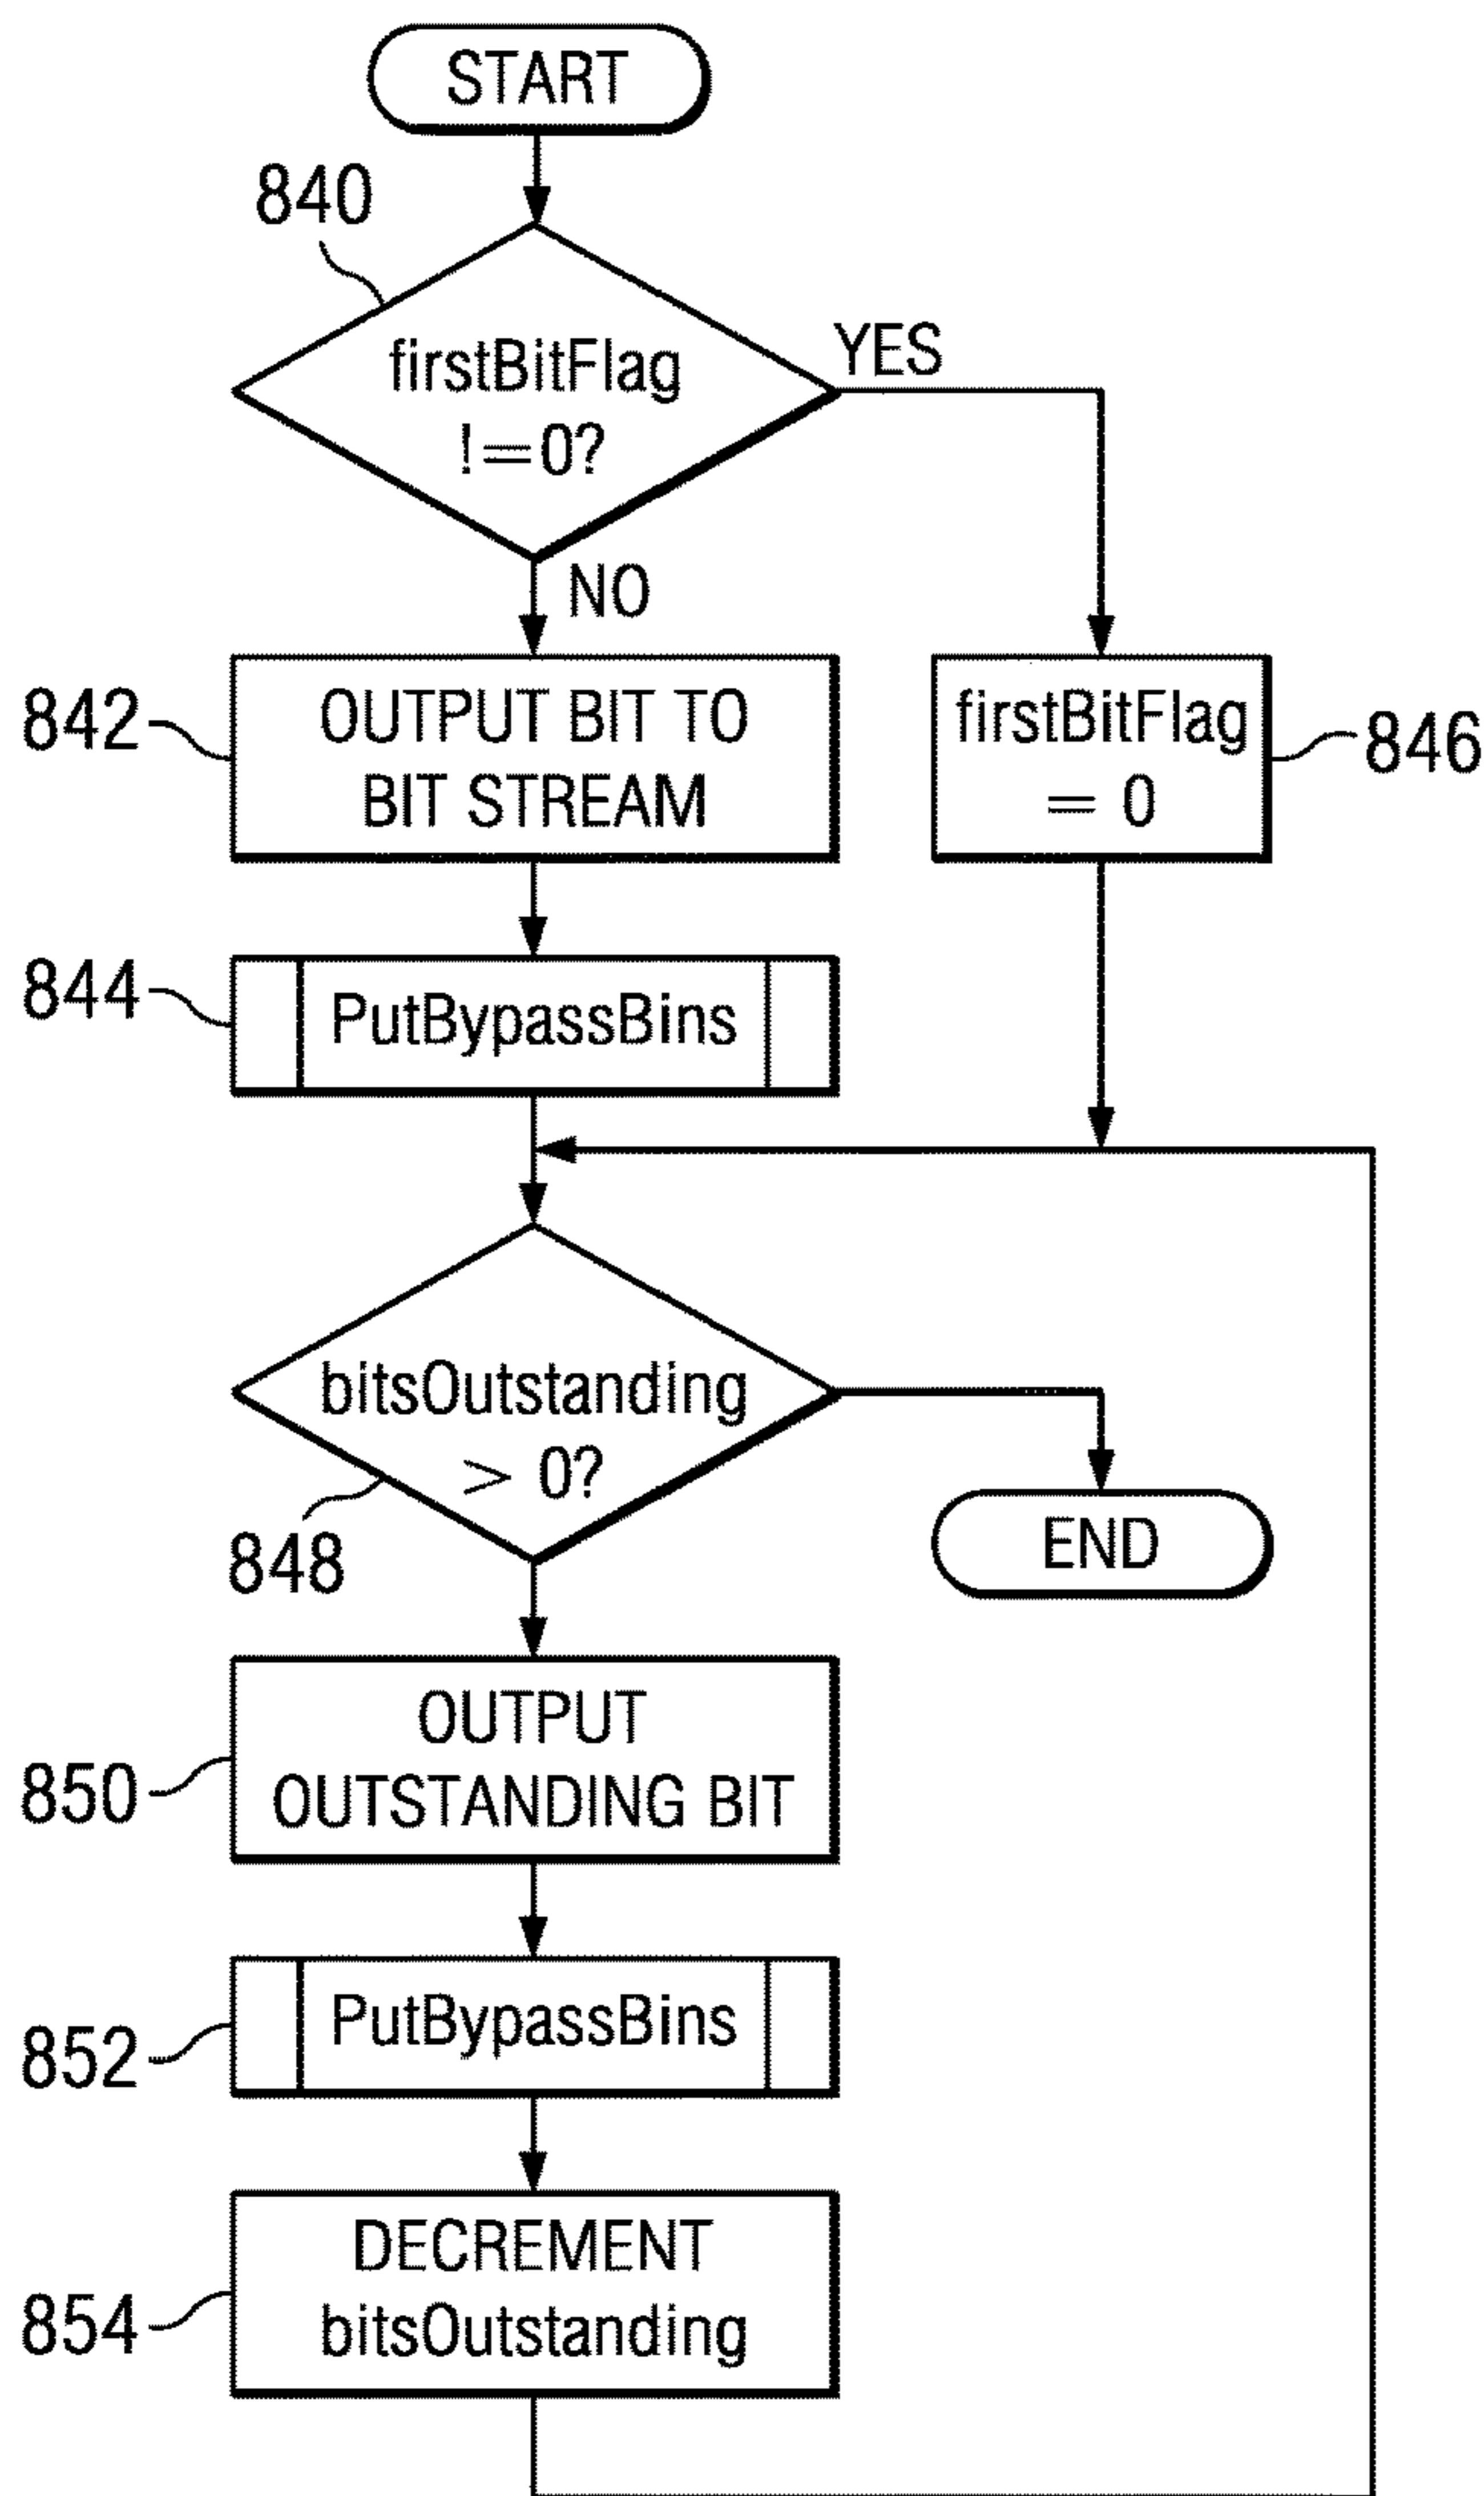 START
840
firstBitFlag
!=0?
YES
NO
842
OUTPUT BIT TO
BIT STREAM
firstBitFlag
= 0
846
844
PutBypassBins
bitsOutstanding
> 0?
848
END
850
OUTPUT
OUTSTANDING BIT
852
PutBypassBins
854
DECREMENT
bitsOutstanding